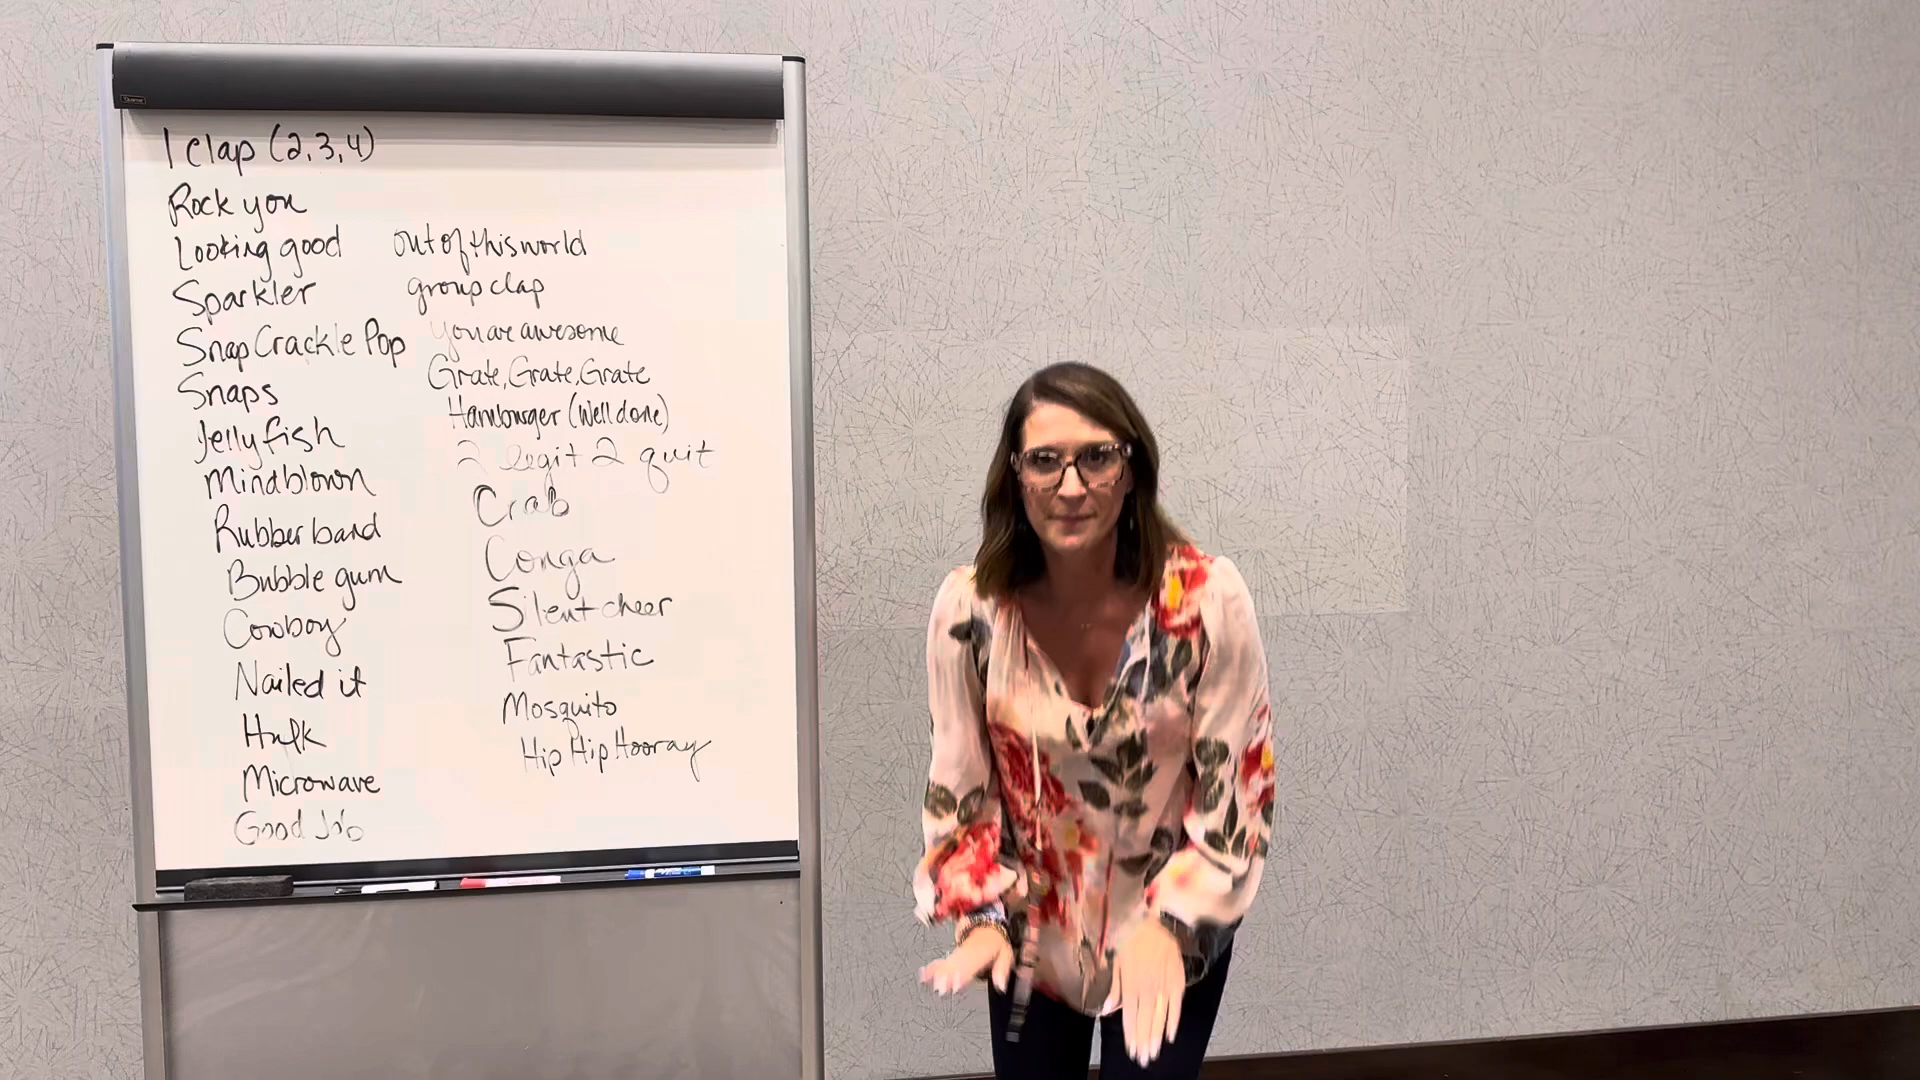 1 clap (2,3,4)
Rock you
Looking good
Sparkler
Snap Crackle Pop
Snaps
Jellyfish
Mindblown
Rubber band
Bubble gum
Cowboy
Nailed it
Hulk
Microwave
Good Job
out of this world
group clap
you are awesome
Grate, Grate, Grate
Hamburger (Well done)
2 legit 2 quit
Crab
Conga
Silent cheer
Fantastic
Mosquito
Hip Hip Hooray